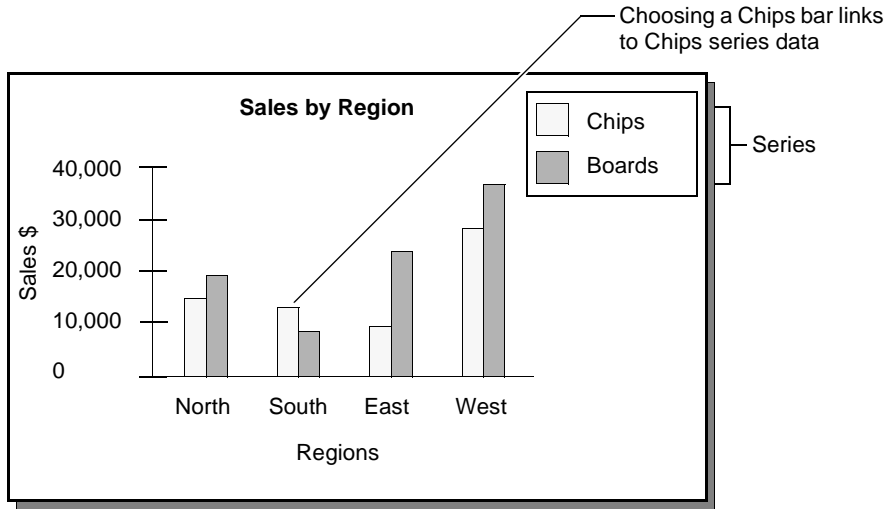 Choosing a Chips bar links
to Chips series data
Sales by Region
Chips
Boards
Series
40,000
30,000
20,000
10,000
0
Sales $
North South East West
Regions